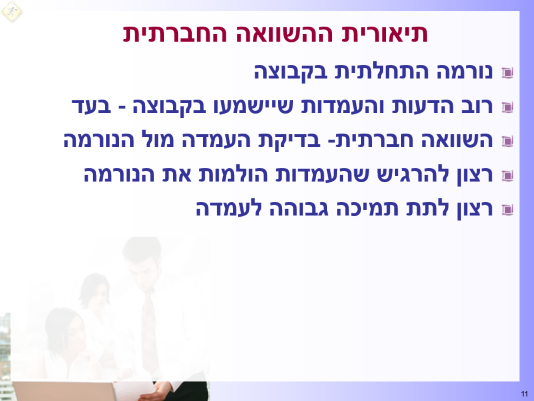 תיאורית ההשוואה החברתית
נורמה התחלתית בקבוצה
רוב הדעות והעמדות שיישמעו בקבוצה - בעד
השוואה חברתית- בדיקת העמדה מול הנורמה
רצון להרגיש שהעמדות הולמות את הנורמה
רצון לתת תמיכה גבוהה לעמדה
11